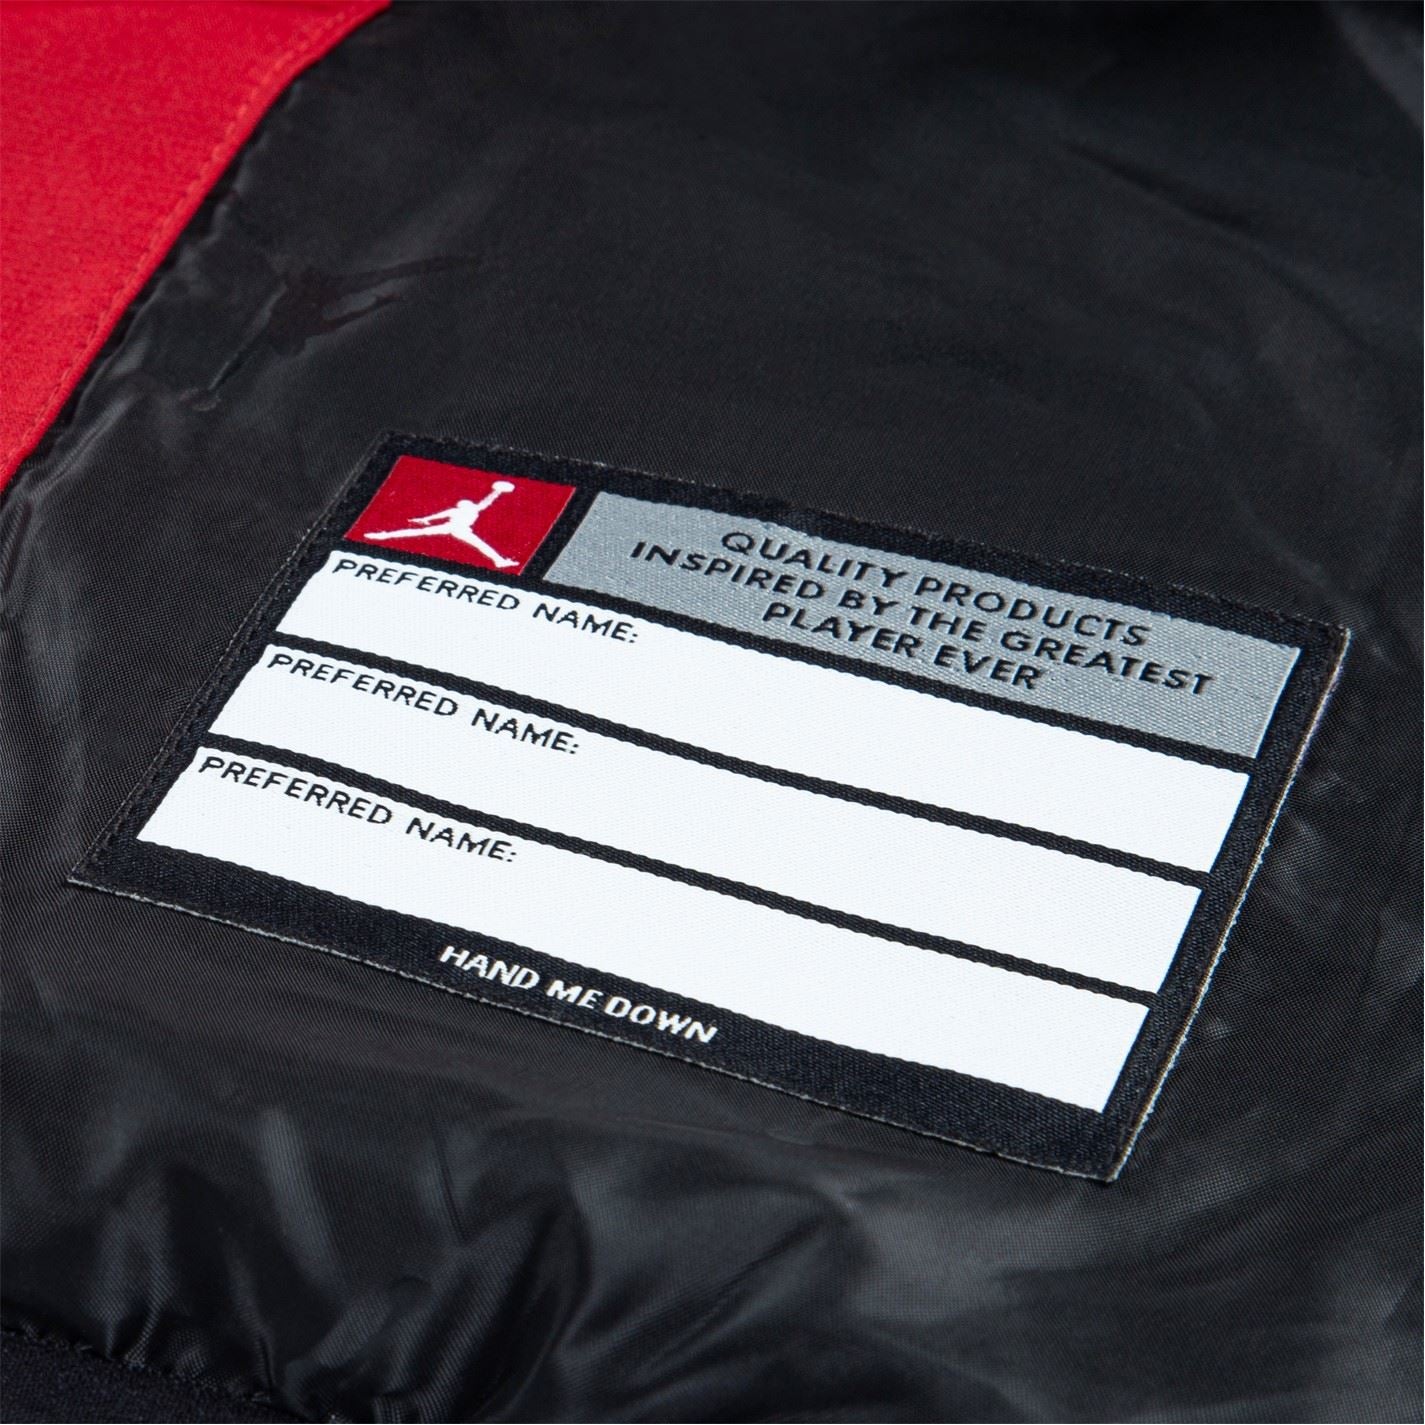 QUALITY PRODUCTS
INSPIRED BY THE GREATEST
PLAYER EVER
PREFERRED NAME:
PREFERRED NAME:
PREFERRED NAME:
HAND ME DOWN